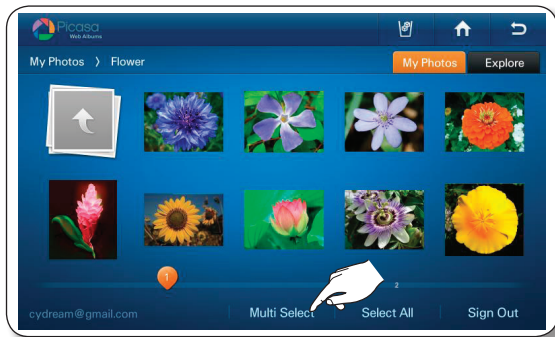 Picasa
Web Albums
My Photos 〉 Flower
My Photos
Explore
1
2
cydream@gmail.com
Multi Select
Select All
Sign Out